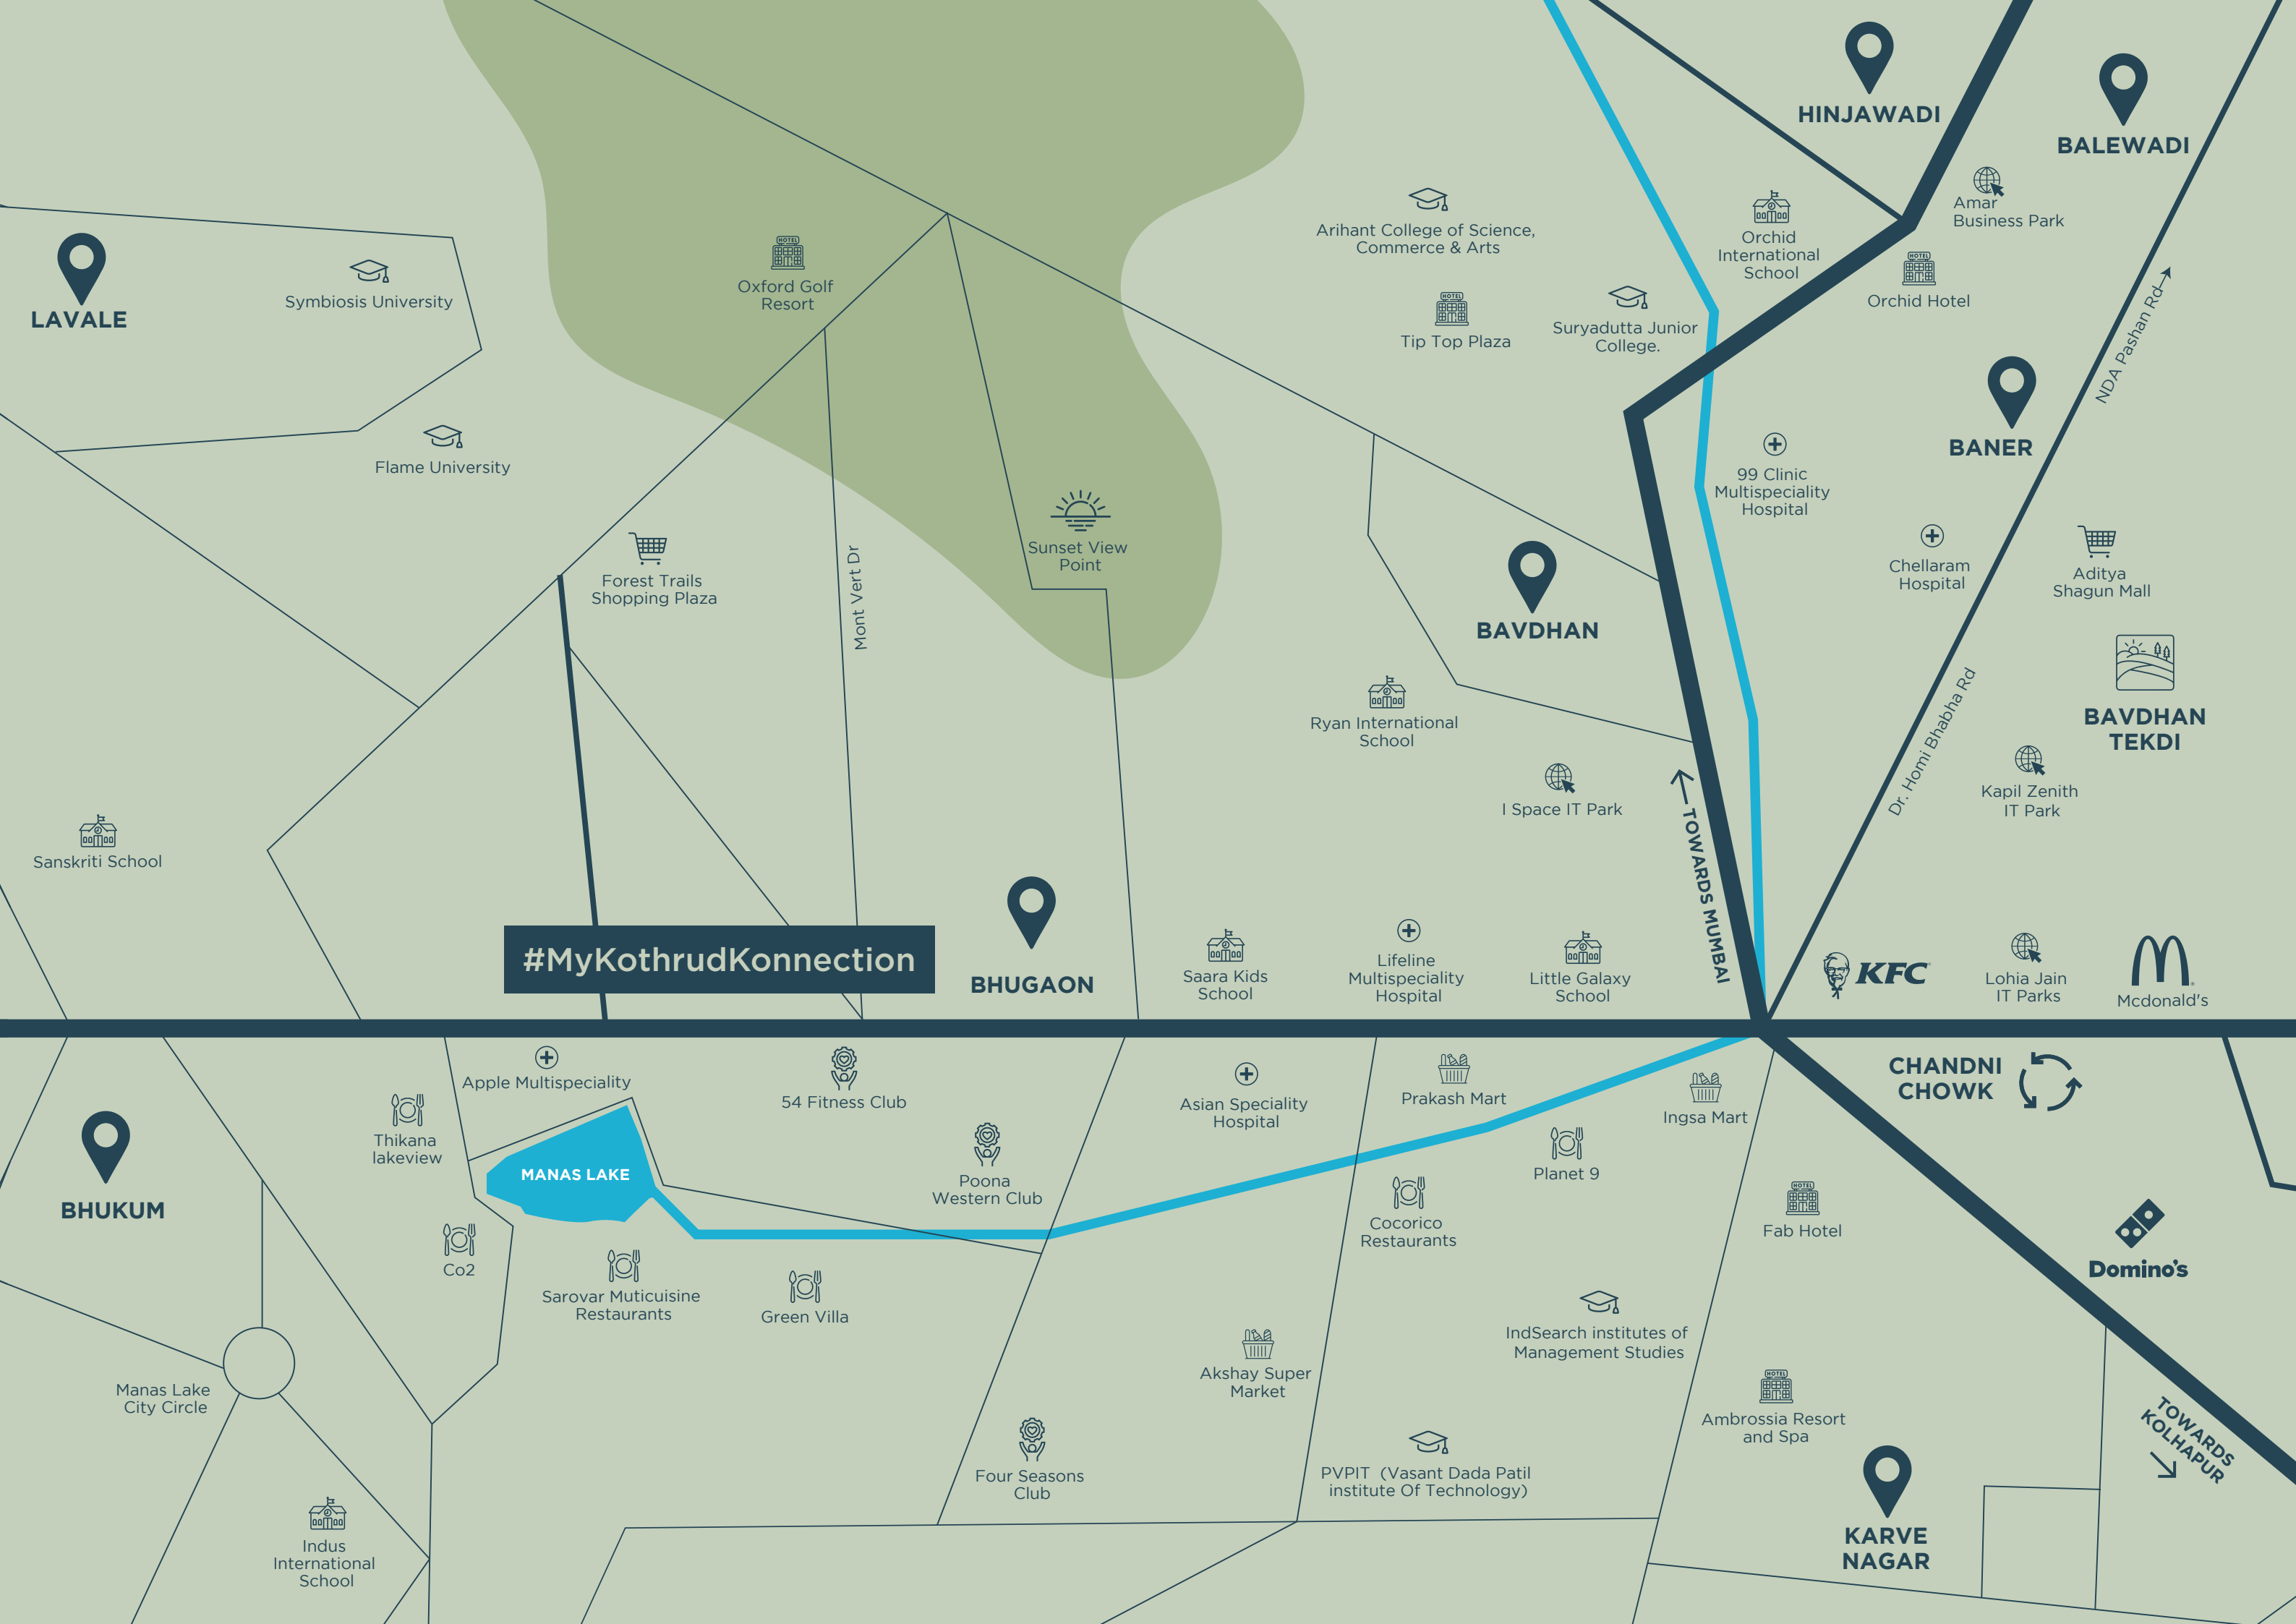 HINJAWADI
BALEWADI
Amar
Business Park
Arihant College of Science,
Commerce & Arts
Orchid
International
School
HOTEL
Oxford Golf
Resort
LAVALE
Symbiosis University
HOTEL
Orchid Hotel
HOTEL
Tip Top Plaza
Suryadutta Junior
College.
NDA Pashan Rd
BANER
Flame University
99 Clinic
Multispeciality
Hospital
Sunset View
Point
Forest Trails
Shopping Plaza
Mont Vert Dr
BAVDHAN
Chellaram
Hospital
Aditya
Shagun Mall
BAVDHAN
TEKDI
Ryan International
School
Dr. Homi Bhabha Rd
I Space IT Park
Kapil Zenith
IT Park
TOWARDS MUMBAI
Sanskriti School
#MyKothrudKonnection
BHUGAON
Saara Kids
School
Lifeline
Multispeciality
Hospital
Little Galaxy
School
KFC
Lohia Jain
IT Parks
Mcdonald's
CHANDNI
CHOWK
Apple Multispeciality
54 Fitness Club
Asian Speciality
Hospital
Prakash Mart
Ingsa Mart
Thikana
lakeview
MANAS LAKE
Poona
Western Club
Planet 9
BHUKUM
Cocorico
Restaurants
HOTEL
Fab Hotel
Co2
Sarovar Muticuisine
Restaurants
Green Villa
Domino's
IndSearch institutes of
Management Studies
Akshay Super
Market
Manas Lake
City Circle
HOTEL
Ambrossia Resort
and Spa
TOWARDS
KOLHAPUR
Four Seasons
Club
PVPIT (Vasant Dada Patil
institute Of Technology)
KARVE
NAGAR
Indus
International
School